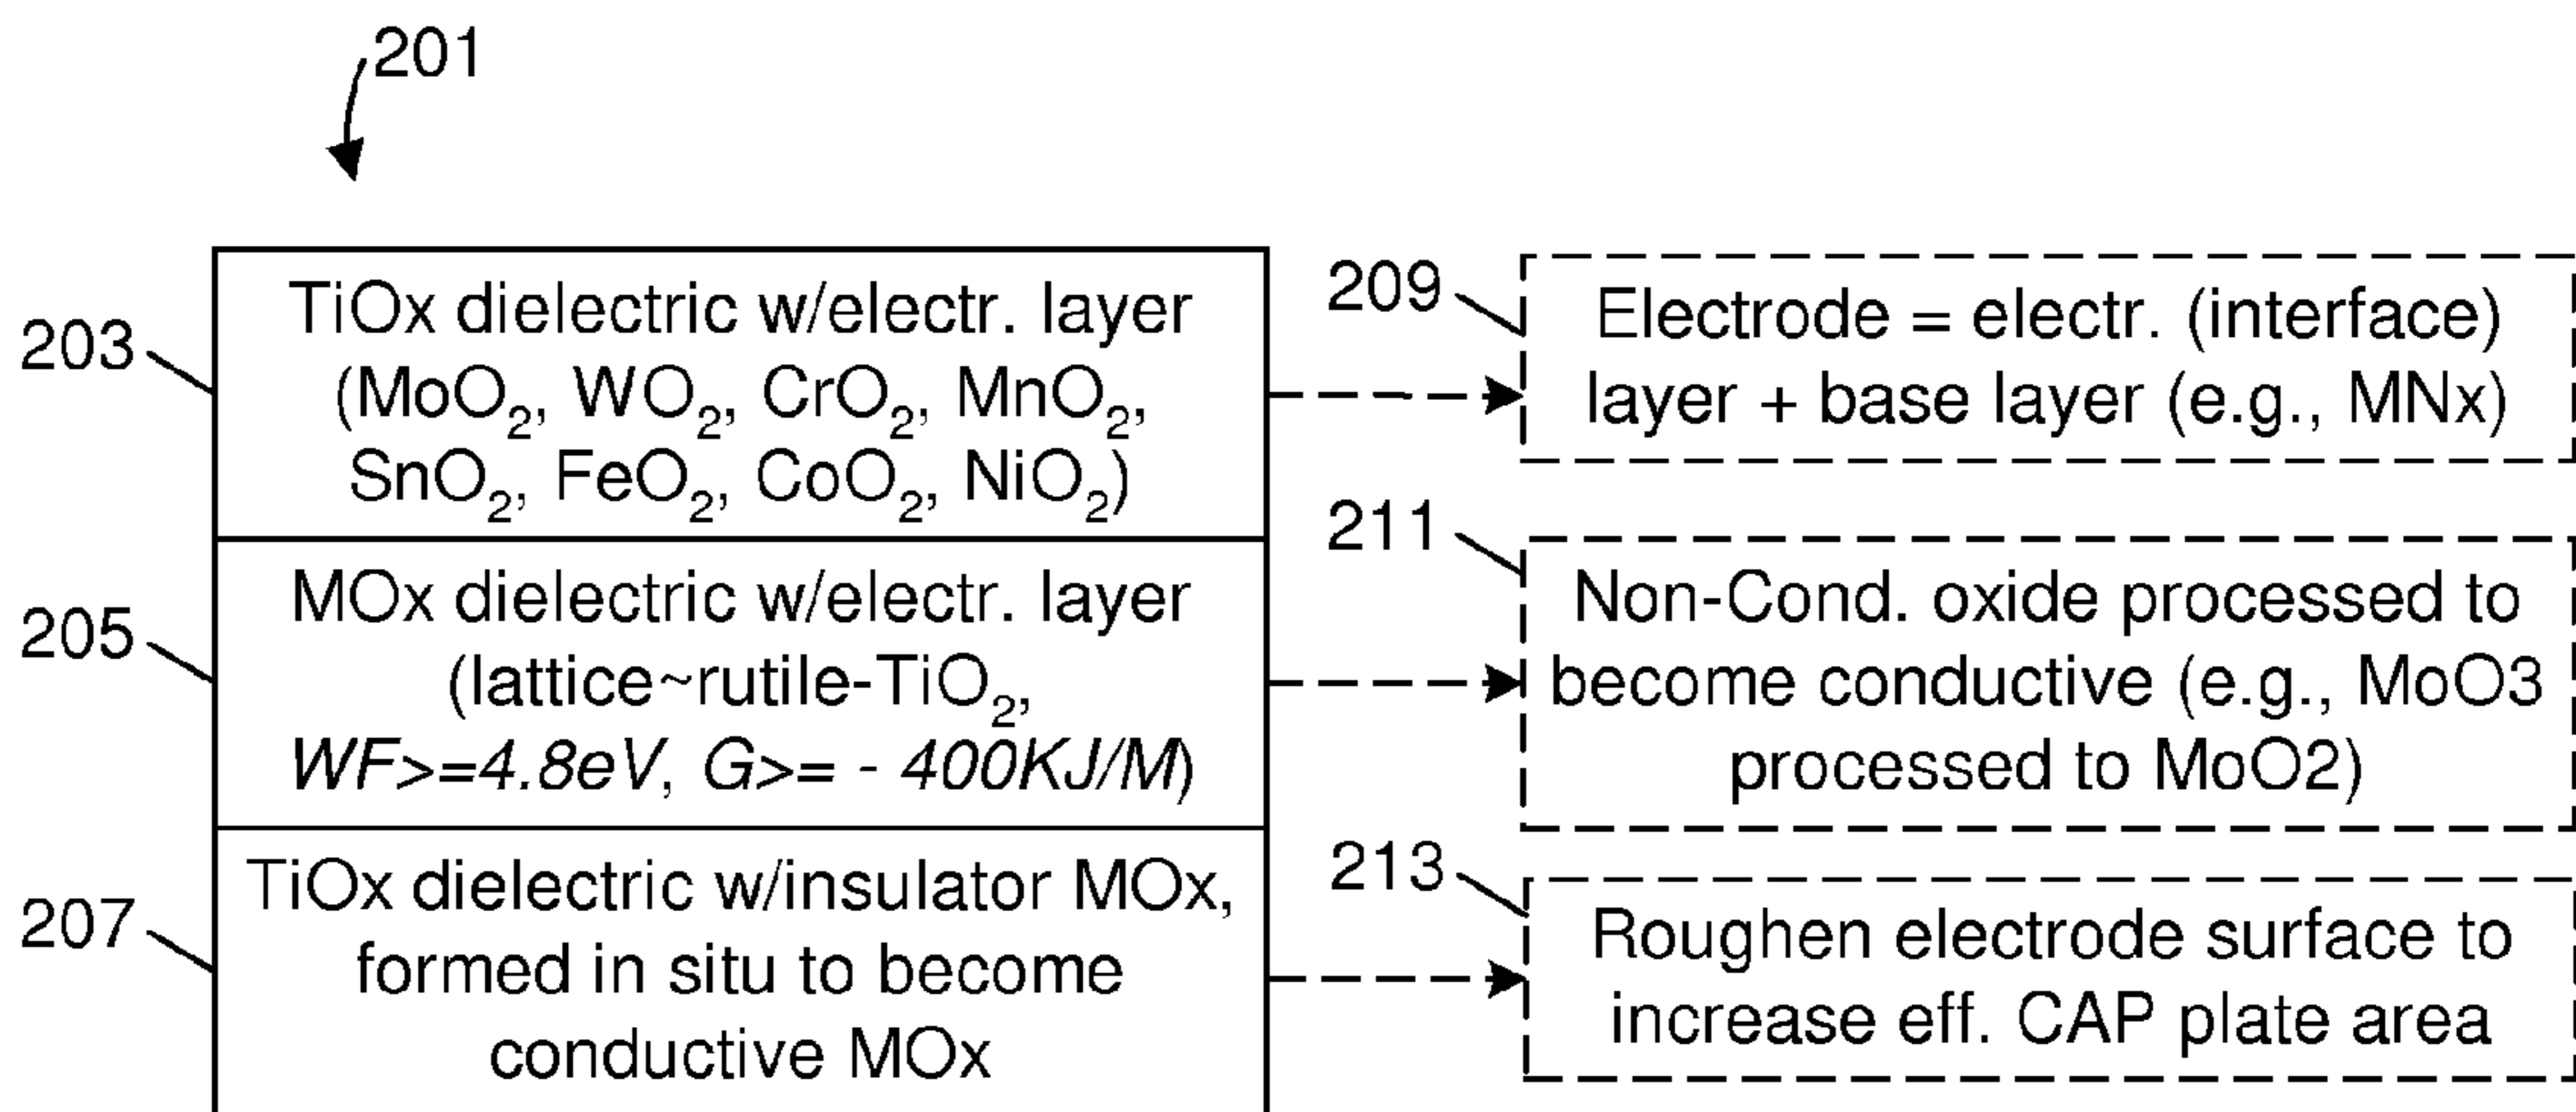 201
203
TiOx dielectric w/electr. layer
(MoO₂, WO₂, CrO₂, MnO₂,
SnO₂, FeO₂, CoO₂, NiO₂)
209
Electrode = electr. (interface)
layer + base layer (e.g., MNx)
205
MOx dielectric w/electr. layer
(lattice~rutile-TiO₂,
WF>=4.8eV, G>= - 400KJ/M)
211
Non-Cond. oxide processed to
become conductive (e.g., MoO3
processed to MoO2)
207
TiOx dielectric w/insulator MOx,
formed in situ to become
conductive MOx
213
Roughen electrode surface to
increase eff. CAP plate area